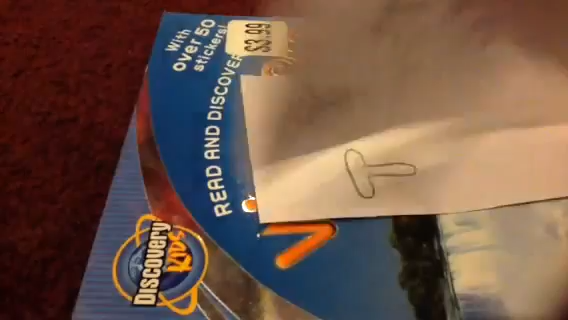 With
over 50
stickers!
$3.99
READ AND DISCOVER
T
DISCOVERY
KIDS